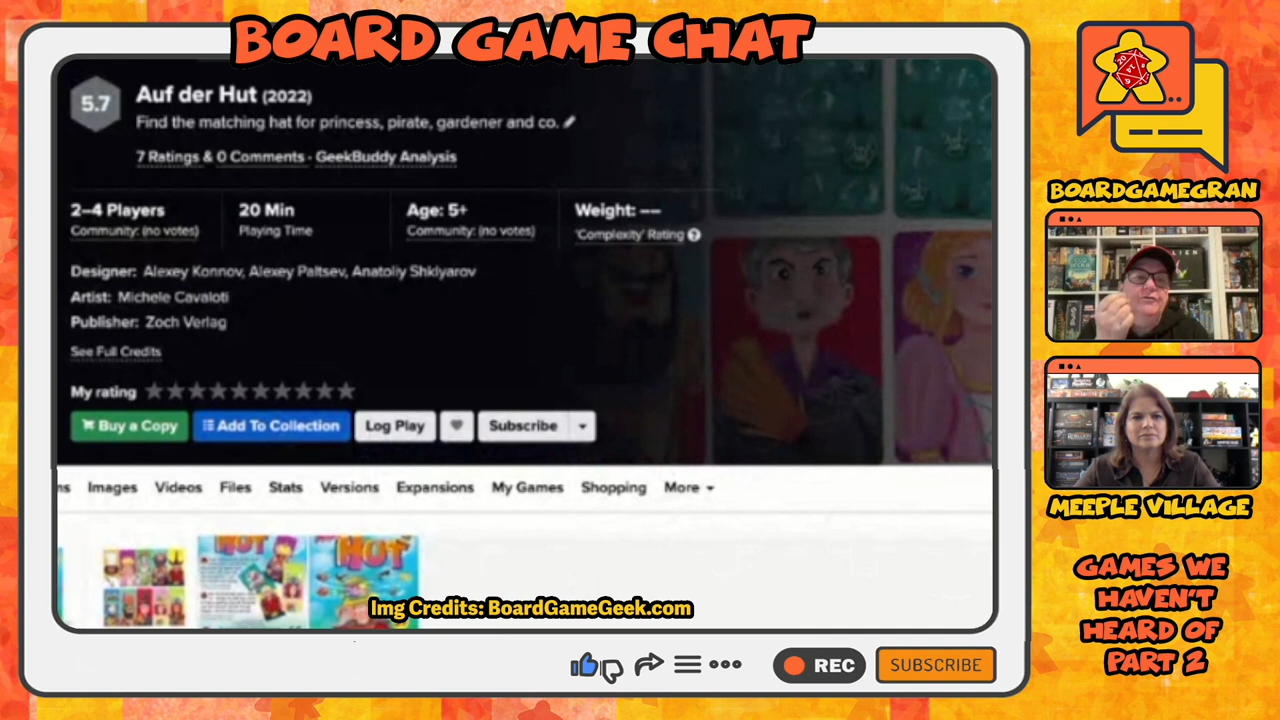 BOARD GAME CHAT
5.7
Auf der Hut (2022)
Find the matching hat for princess, pirate, gardener and co.
7 Ratings & 0 Comments · GeekBuddy Analysis
2–4 Players
Community: (no votes)
20 Min
Playing Time
Age: 5+
Community: (no votes)
Weight: --
'Complexity' Rating ?
Designer: Alexey Konnov, Alexey Paltsev, Anatoliy Shklyarov
Artist: Michele Cavaloti
Publisher: Zoch Verlag
See Full Credits
My rating
Buy a Copy
Add To Collection
Log Play
Subscribe
ns Images Videos Files Stats Versions Expansions My Games Shopping More
HUT
HUT
Img Credits: BoardGameGeek.com
REC
SUBSCRIBE
BOARDGAMEGRAN
MEEPLE VILLAGE
GAMES WE
HAVEN'T
HEARD OF
PART 2